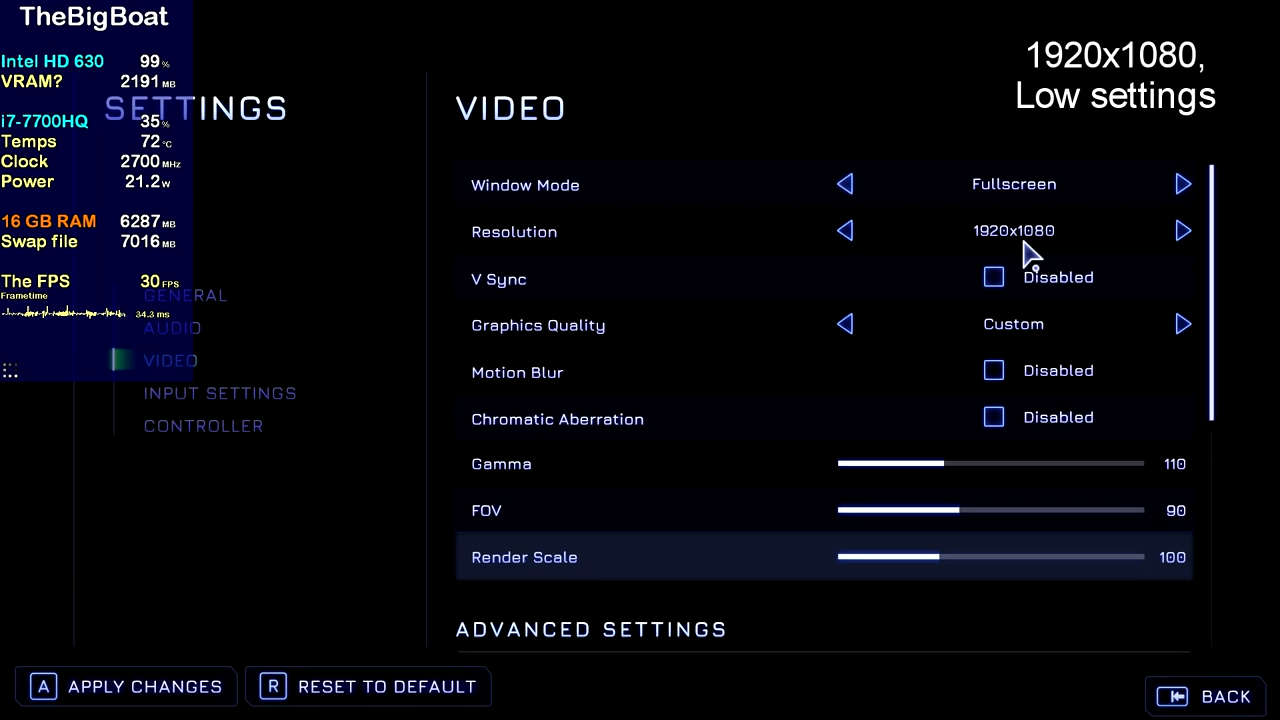 TheBigBoat
Intel HD 630 99 %
VRAM? 2191 MB
i7-7700HQ 35 %
Temps 72 °C
Clock 2700 MHz
Power 21.2 W
16 GB RAM 6287 MB
Swap file 7016 MB
The FPS 30 FPS
Frametime
34.3 ms
SETTINGS
GENERAL
AUDIO
VIDEO
INPUT SETTINGS
CONTROLLER
1920x1080,
Low settings
VIDEO
Window Mode Fullscreen
Resolution 1920x1080
V Sync Disabled
Graphics Quality Custom
Motion Blur Disabled
Chromatic Aberration Disabled
Gamma 110
FOV 90
Render Scale 100
ADVANCED SETTINGS
A APPLY CHANGES
R RESET TO DEFAULT
BACK